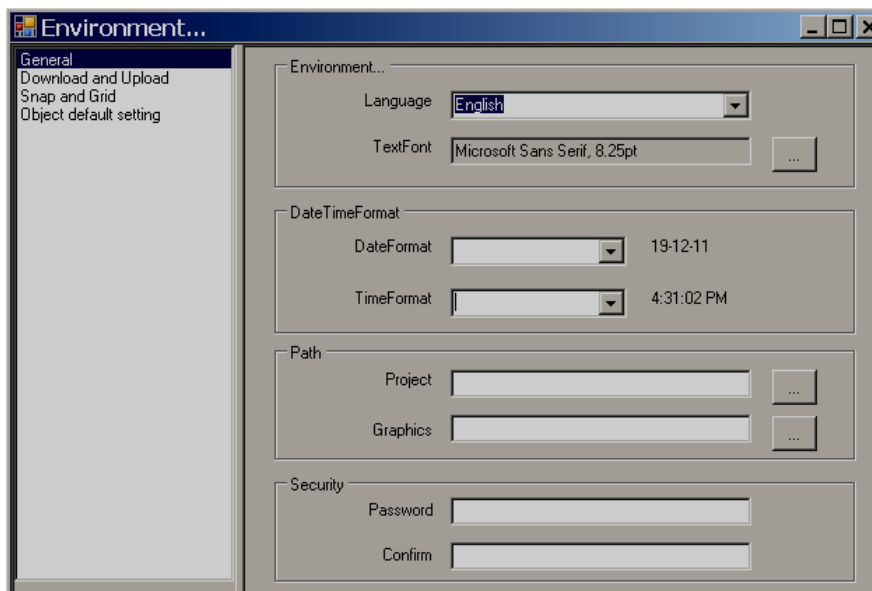 Environment...
General
Download and Upload
Snap and Grid
Object default setting
Environment...
Language English
TextFont Microsoft Sans Serif, 8.25pt ...
DateTimeFormat
DateFormat 19-12-11
TimeFormat 4:31:02 PM
Path
Project ...
Graphics ...
Security
Password
Confirm